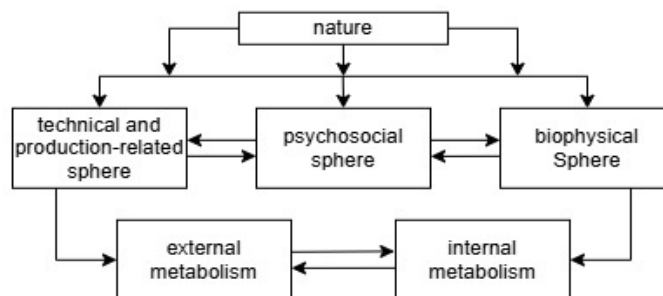 nature
technical and
production-related
sphere
psychosocial
sphere
biophysical
Sphere
external
metabolism
internal
metabolism